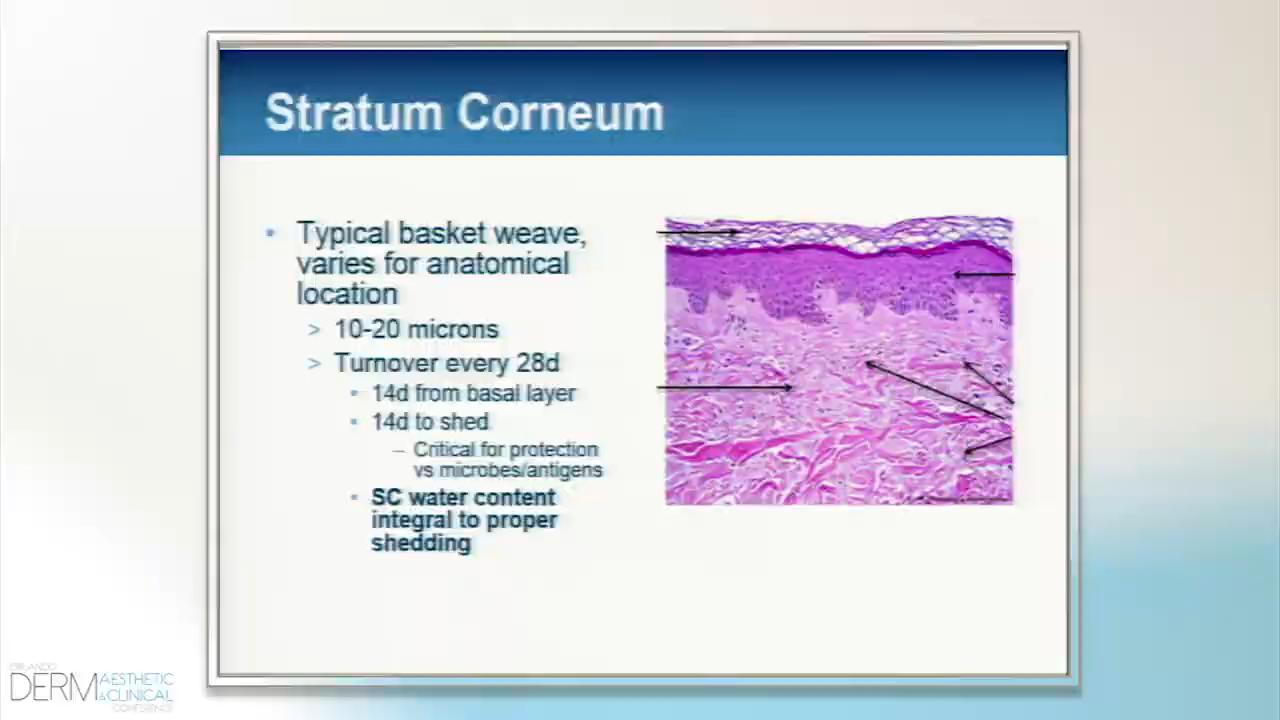 Stratum Corneum
• Typical basket weave,
varies for anatomical
location
> 10-20 microns
> Turnover every 28d
• 14d from basal layer
• 14d to shed
– Critical for protection
vs microbes/antigens
• SC water content
integral to proper
shedding
ORLANDO
DERM AESTHETIC
& CLINICAL
CONFERENCE